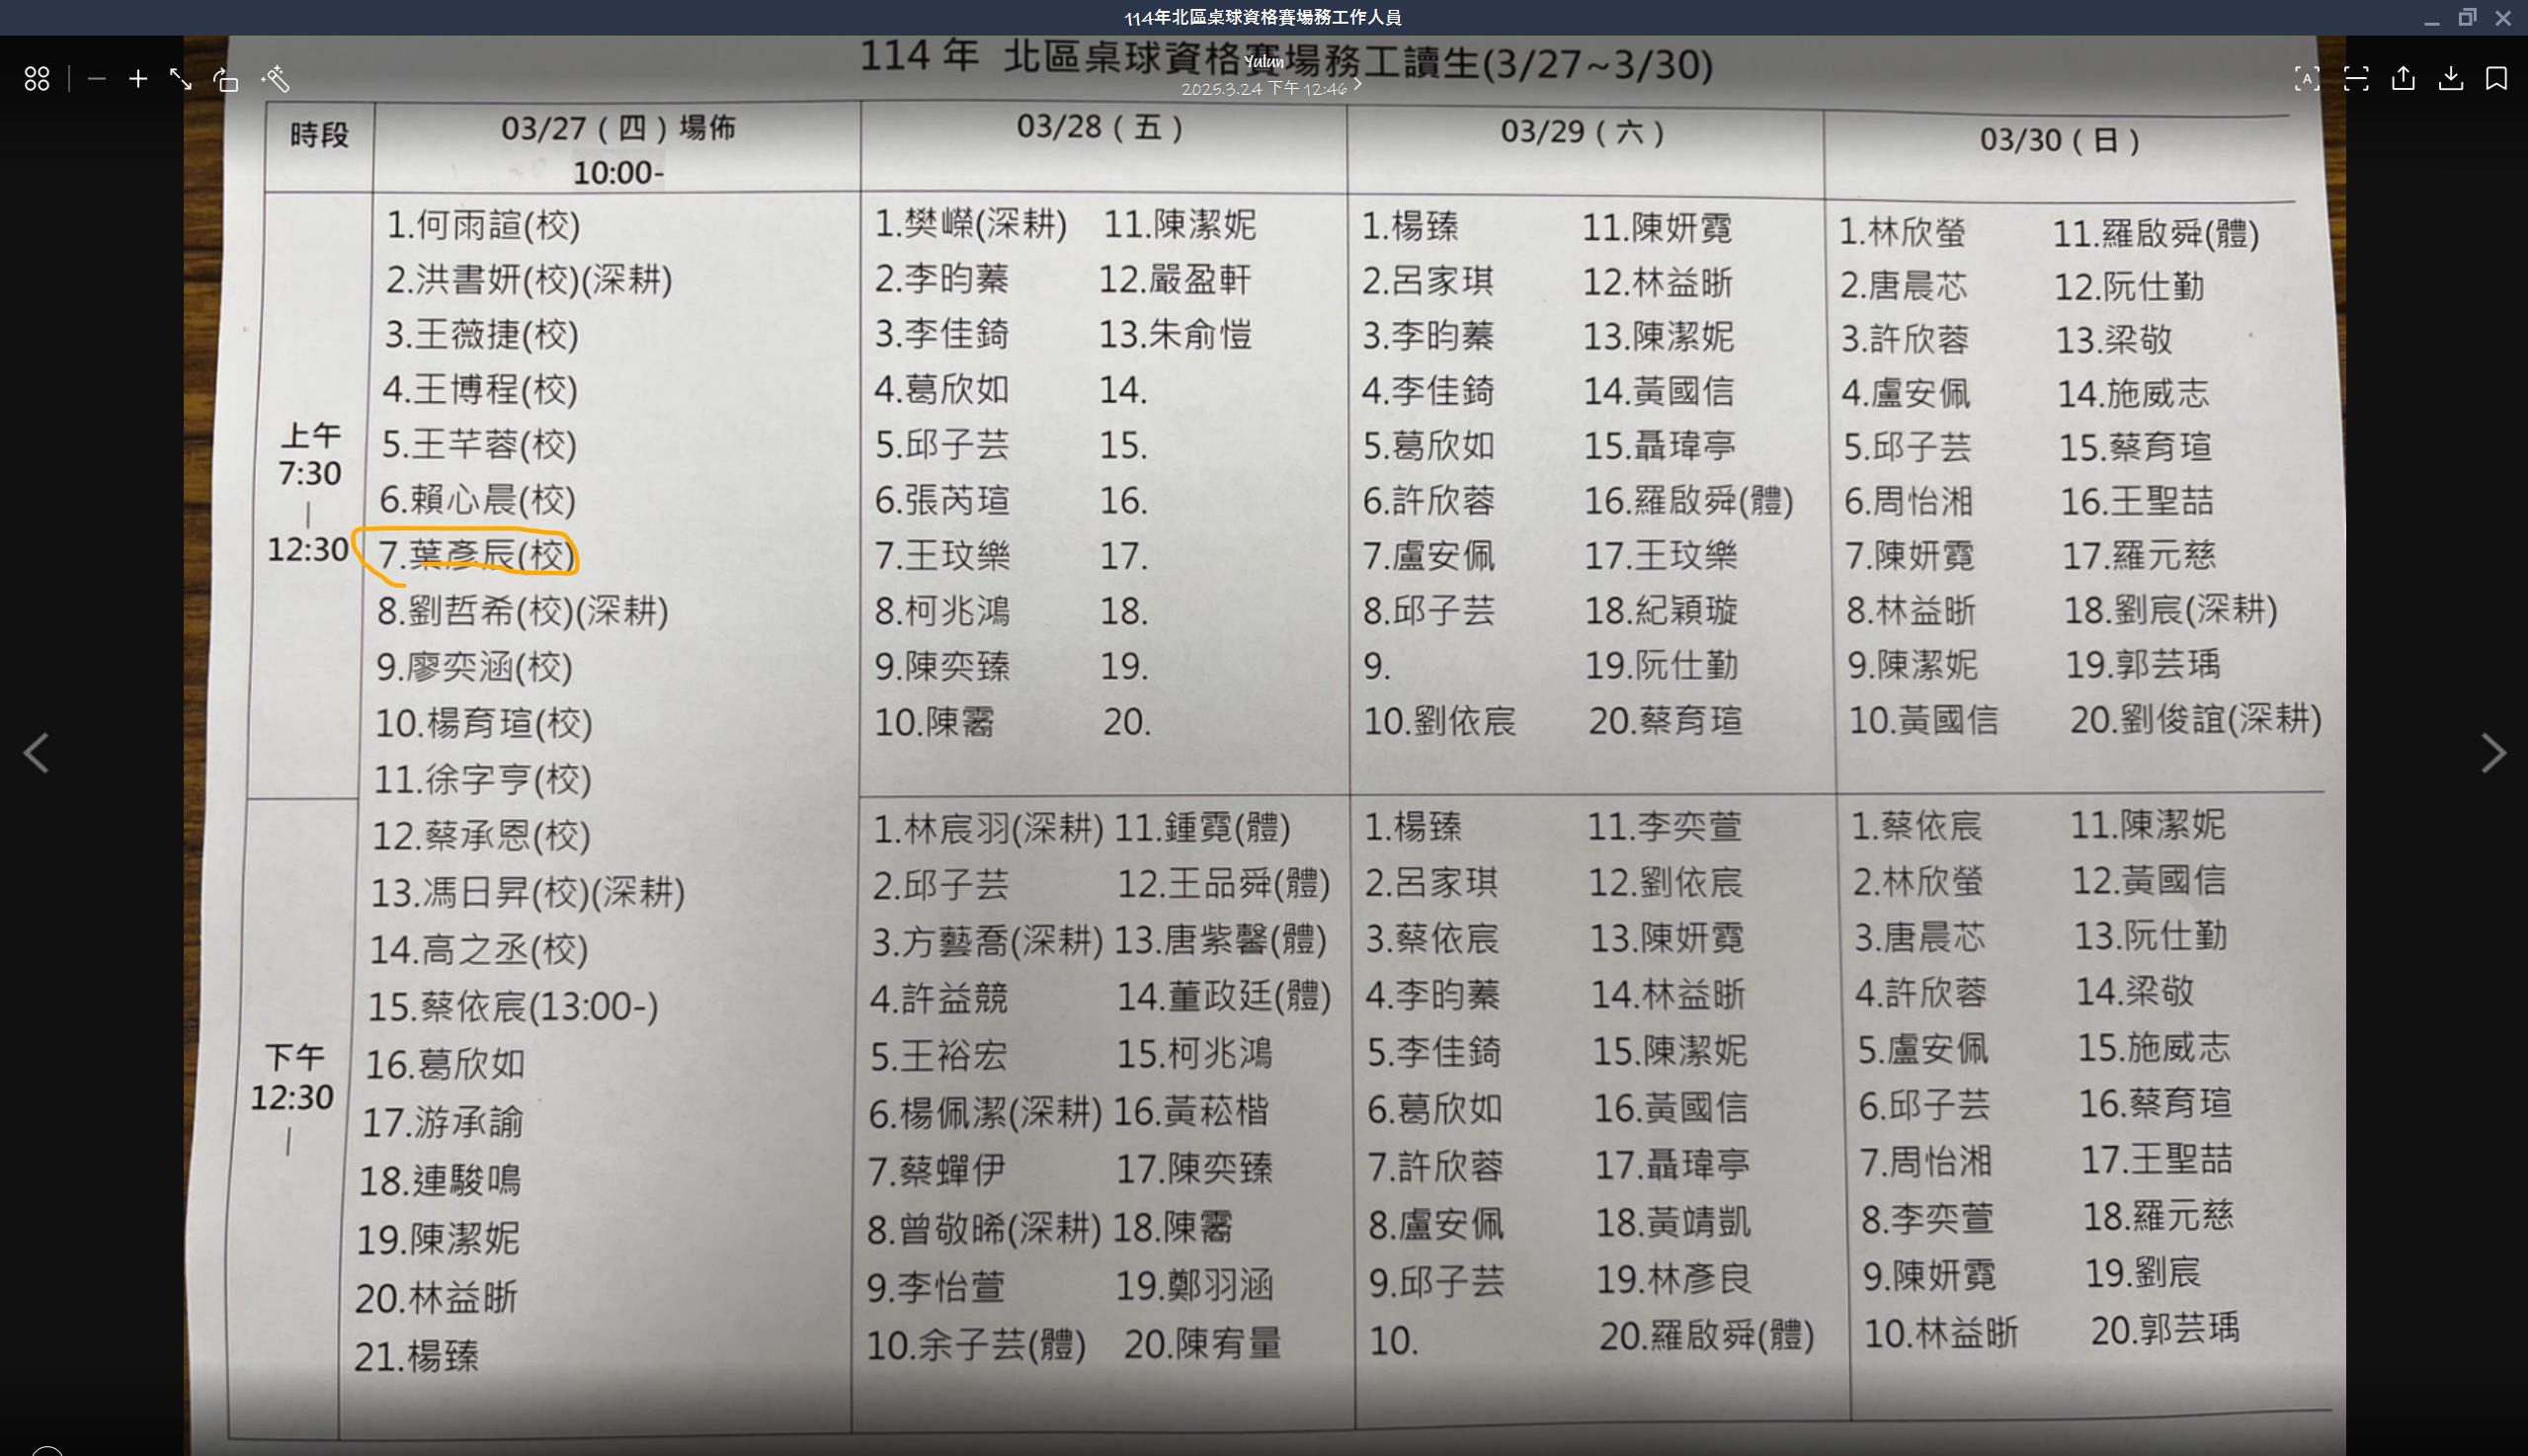 114年北區桌球資格賽場務工作人員
114 年 北區桌球資格賽場務工讀生(3/27~3/30)
Yulun
2025.3.24 下午 12:46
時段
03/27 ( 四 ) 場佈
10:00-
03/28 ( 五 )
03/29 ( 六 )
03/30 ( 日 )
上午
7:30
|
12:30
1.何雨諠(校)
2.洪書妍(校)(深耕)
3.王薇捷(校)
4.王博程(校)
5.王芊蓉(校)
6.賴心晨(校)
7.葉彥辰(校)
8.劉哲希(校)(深耕)
9.廖奕涵(校)
10.楊育瑄(校)
11.徐字亨(校)
12.蔡承恩(校)
13.馮日昇(校)(深耕)
14.高之丞(校)
15.蔡依宸(13:00-)
16.葛欣如
17.游承諭
18.連駿鳴
19.陳潔妮
20.林益昕
21.楊臻
1.樊嶸(深耕)
2.李昀蓁
3.李佳錡
4.葛欣如
5.邱子芸
6.張芮瑄
7.王玟樂
8.柯兆鴻
9.陳奕臻
10.陳霱
11.陳潔妮
12.嚴盈軒
13.朱俞愷
14.
15.
16.
17.
18.
19.
20.
1.楊臻
2.呂家琪
3.李昀蓁
4.李佳錡
5.葛欣如
6.許欣蓉
7.盧安佩
8.邱子芸
9.
10.劉依宸
11.陳妍霓
12.林益昕
13.陳潔妮
14.黃國信
15.聶瑋亭
16.羅啟舜(體)
17.王玟樂
18.紀穎璇
19.阮仕勤
20.蔡育瑄
1.林欣螢
2.唐晨芯
3.許欣蓉
4.盧安佩
5.邱子芸
6.周怡湘
7.陳妍霓
8.林益昕
9.陳潔妮
10.黃國信
11.羅啟舜(體)
12.阮仕勤
13.梁敬
14.施威志
15.蔡育瑄
16.王聖喆
17.羅元慈
18.劉宸(深耕)
19.郭芸瑀
20.劉俊誼(深耕)
下午
12:30
|
1.林宸羽(深耕)
2.邱子芸
3.方藝喬(深耕)
4.許益競
5.王裕宏
6.楊佩潔(深耕)
7.蔡蟬伊
8.曾敬晞(深耕)
9.李怡萱
10.余子芸(體)
11.鍾霓(體)
12.王品舜(體)
13.唐紫馨(體)
14.董政廷(體)
15.柯兆鴻
16.黃菘楷
17.陳奕臻
18.陳霱
19.鄭羽涵
20.陳宥量
1.楊臻
2.呂家琪
3.蔡依宸
4.李昀蓁
5.李佳錡
6.葛欣如
7.許欣蓉
8.盧安佩
9.邱子芸
10.
11.李奕萱
12.劉依宸
13.陳妍霓
14.林益昕
15.陳潔妮
16.黃國信
17.聶瑋亭
18.黃靖凱
19.林彥良
20.羅啟舜(體)
1.蔡依宸
2.林欣螢
3.唐晨芯
4.許欣蓉
5.盧安佩
6.邱子芸
7.周怡湘
8.李奕萱
9.陳妍霓
10.林益昕
11.陳潔妮
12.黃國信
13.阮仕勤
14.梁敬
15.施威志
16.蔡育瑄
17.王聖喆
18.羅元慈
19.劉宸
20.郭芸瑀